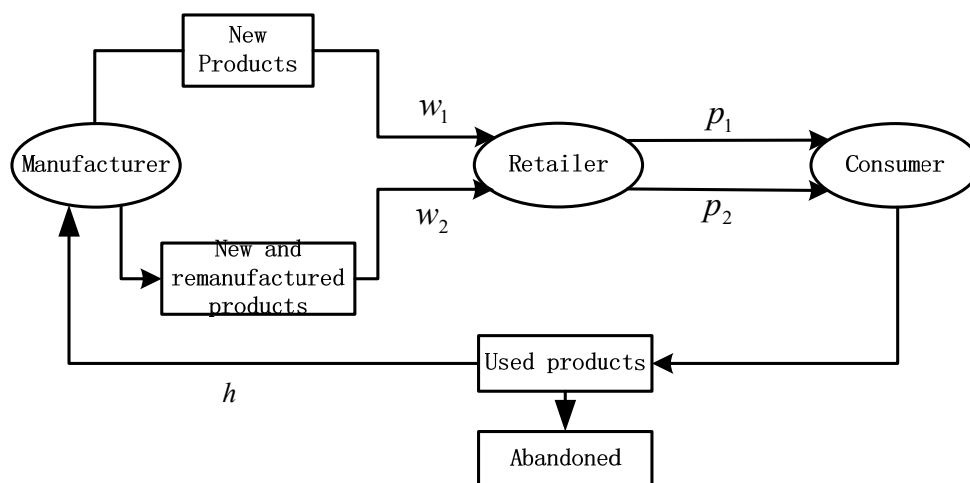 New
Products
w₁
p₁
Manufacturer
Retailer
Consumer
w₂
p₂
New and
remanufactured
products
Used products
h
Abandoned